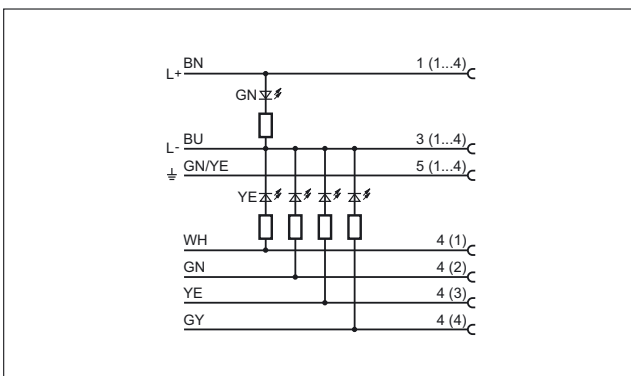 L+ BN 1 (1...4)
GN
L- BU 3 (1...4)
GN/YE 5 (1...4)
YE
WH 4 (1)
GN 4 (2)
YE 4 (3)
GY 4 (4)